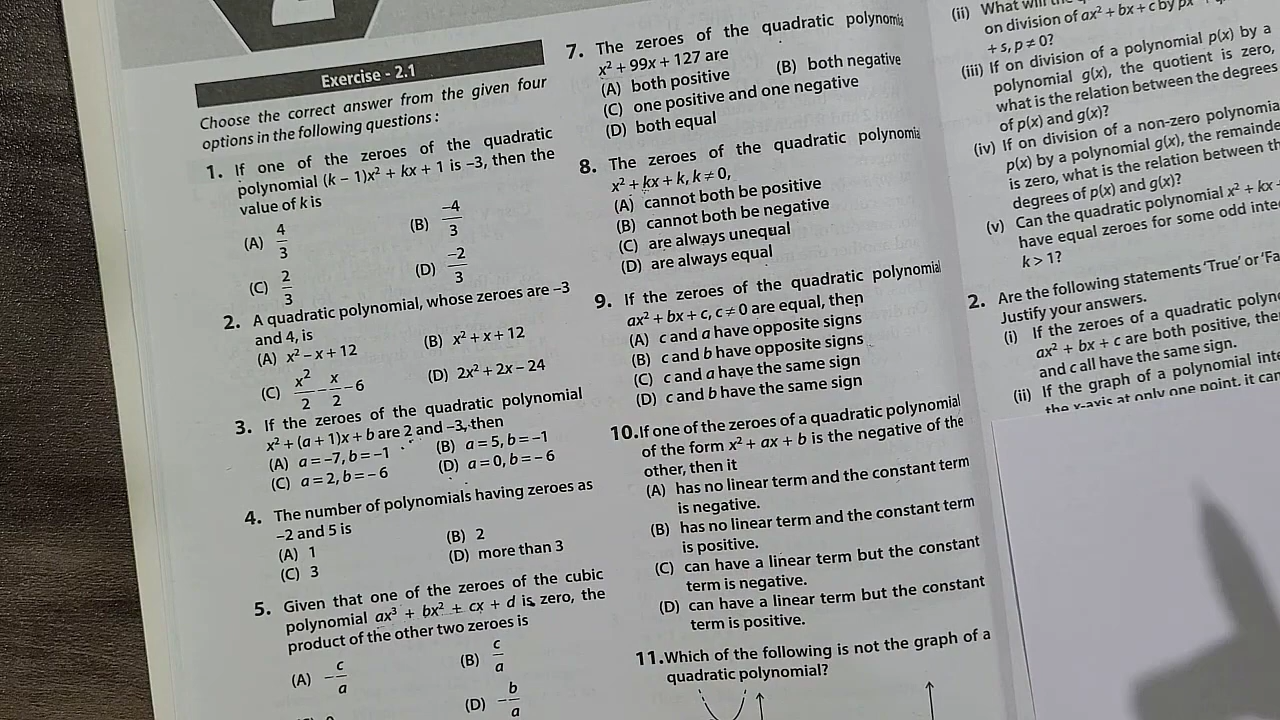 Exercise - 2.1
Choose the correct answer from the given four
options in the following questions :
1. If one of the zeroes of the quadratic
polynomial (k – 1)x² + kx + 1 is –3, then the
value of k is
(A) 4/3 (B) -4/3
(C) 2/3 (D) -2/3
2. A quadratic polynomial, whose zeroes are –3
and 4, is
(A) x² – x + 12 (B) x² + x + 12
(C) x²/2 – x/2 – 6 (D) 2x² + 2x – 24
3. If the zeroes of the quadratic polynomial
x² + (a + 1)x + b are 2 and –3, then
(A) a = –7, b = –1 (B) a = 5, b = –1
(C) a = 2, b = – 6 (D) a = 0, b = – 6
4. The number of polynomials having zeroes as
–2 and 5 is
(A) 1 (B) 2
(C) 3 (D) more than 3
5. Given that one of the zeroes of the cubic
polynomial ax³ + bx² + cx + d is zero, the
product of the other two zeroes is
(A) – c/a (B) c/a
(D) – b/a
7. The zeroes of the quadratic polynomia
x² + 99x + 127 are
(A) both positive (B) both negative
(C) one positive and one negative
(D) both equal
8. The zeroes of the quadratic polynomia
x² + kx + k, k ≠ 0,
(A) cannot both be positive
(B) cannot both be negative
(C) are always unequal
(D) are always equal
9. If the zeroes of the quadratic polynomial
ax² + bx + c, c ≠ 0 are equal, then
(A) c and a have opposite signs
(B) c and b have opposite signs
(C) c and a have the same sign
(D) c and b have the same sign
10. If one of zeroes of a quadratic polynomial
of the form x² + ax + b is the negative of the
other, then it
(A) has no linear term and the constant term
is negative.
(B) has no linear term and the constant term
is positive.
(C) can have a linear term but the constant
term is negative.
(D) can have a linear term but the constant
term is positive.
11. Which of the following is not the graph of a
quadratic polynomial?
(ii) What will
on division of ax² + bx + c by px
+ s, p ≠ 0?
(iii) If on division of a polynomial p(x) by a
polynomial g(x), the quotient is zero,
what is the relation between the degrees
of p(x) and g(x)?
(iv) If on division of a non-zero polynomia
p(x) by a polynomial g(x), the remainde
is zero, what is the relation between th
degrees of p(x) and g(x)?
(v) Can the quadratic polynomial x² + kx
have equal zeroes for some odd inte
k > 1?
2. Are the following statements 'True' or 'Fa
Justify your answers.
(i) If the zeroes of a quadratic polyn
ax² + bx + c are both positive, the
and c all have the same sign.
(ii) If the graph of a polynomial inte
the x-axis at only one point, it can